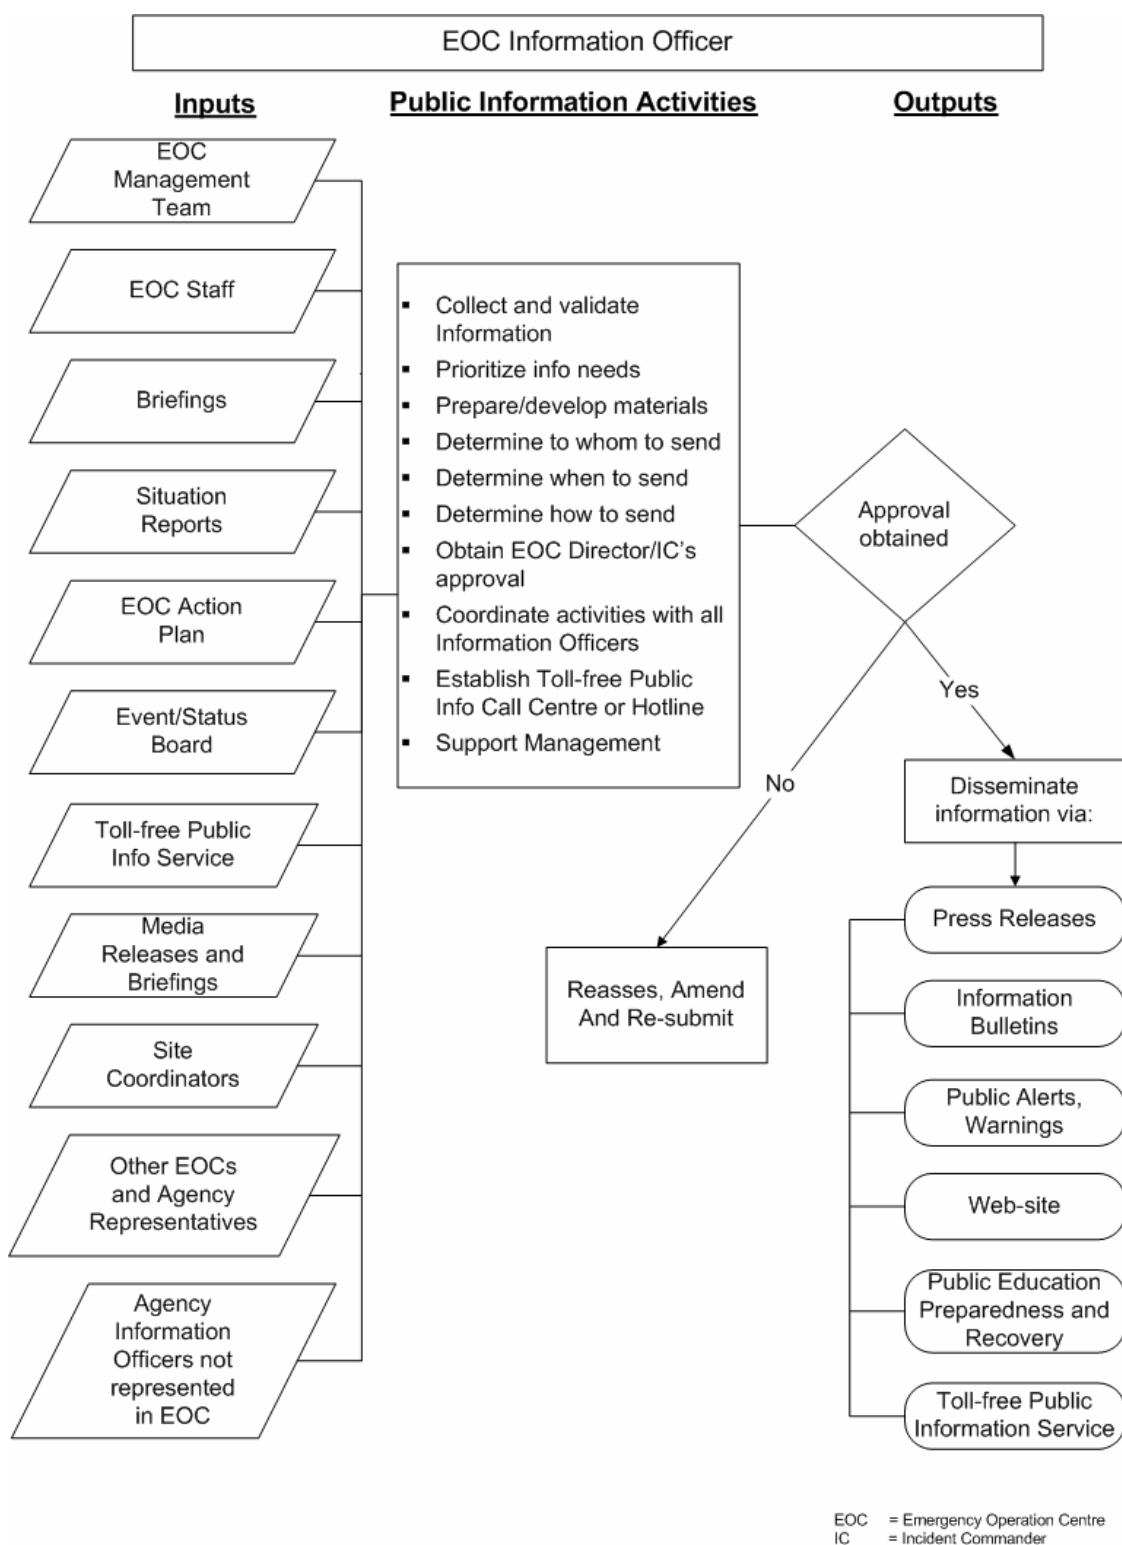 EOC Information Officer
Inputs
Public Information Activities
Outputs
EOC
Management
Team
EOC Staff
Briefings
Situation
Reports
EOC Action
Plan
Event/Status
Board
Toll-free Public
Info Service
Media
Releases and
Briefings
Site
Coordinators
Other EOCs
and Agency
Representatives
Agency
Information
Officers not
represented
in EOC
▪ Collect and validate
Information
▪ Prioritize info needs
▪ Prepare/develop materials
▪ Determine to whom to send
▪ Determine when to send
▪ Determine how to send
▪ Obtain EOC Director/IC's
approval
▪ Coordinate activities with all
Information Officers
▪ Establish Toll-free Public
Info Call Centre or Hotline
▪ Support Management
Approval
obtained
No
Yes
Reasses, Amend
And Re-submit
Disseminate
information via:
Press Releases
Information
Bulletins
Public Alerts,
Warnings
Web-site
Public Education
Preparedness and
Recovery
Toll-free Public
Information Service
EOC = Emergency Operation Centre
IC = Incident Commander